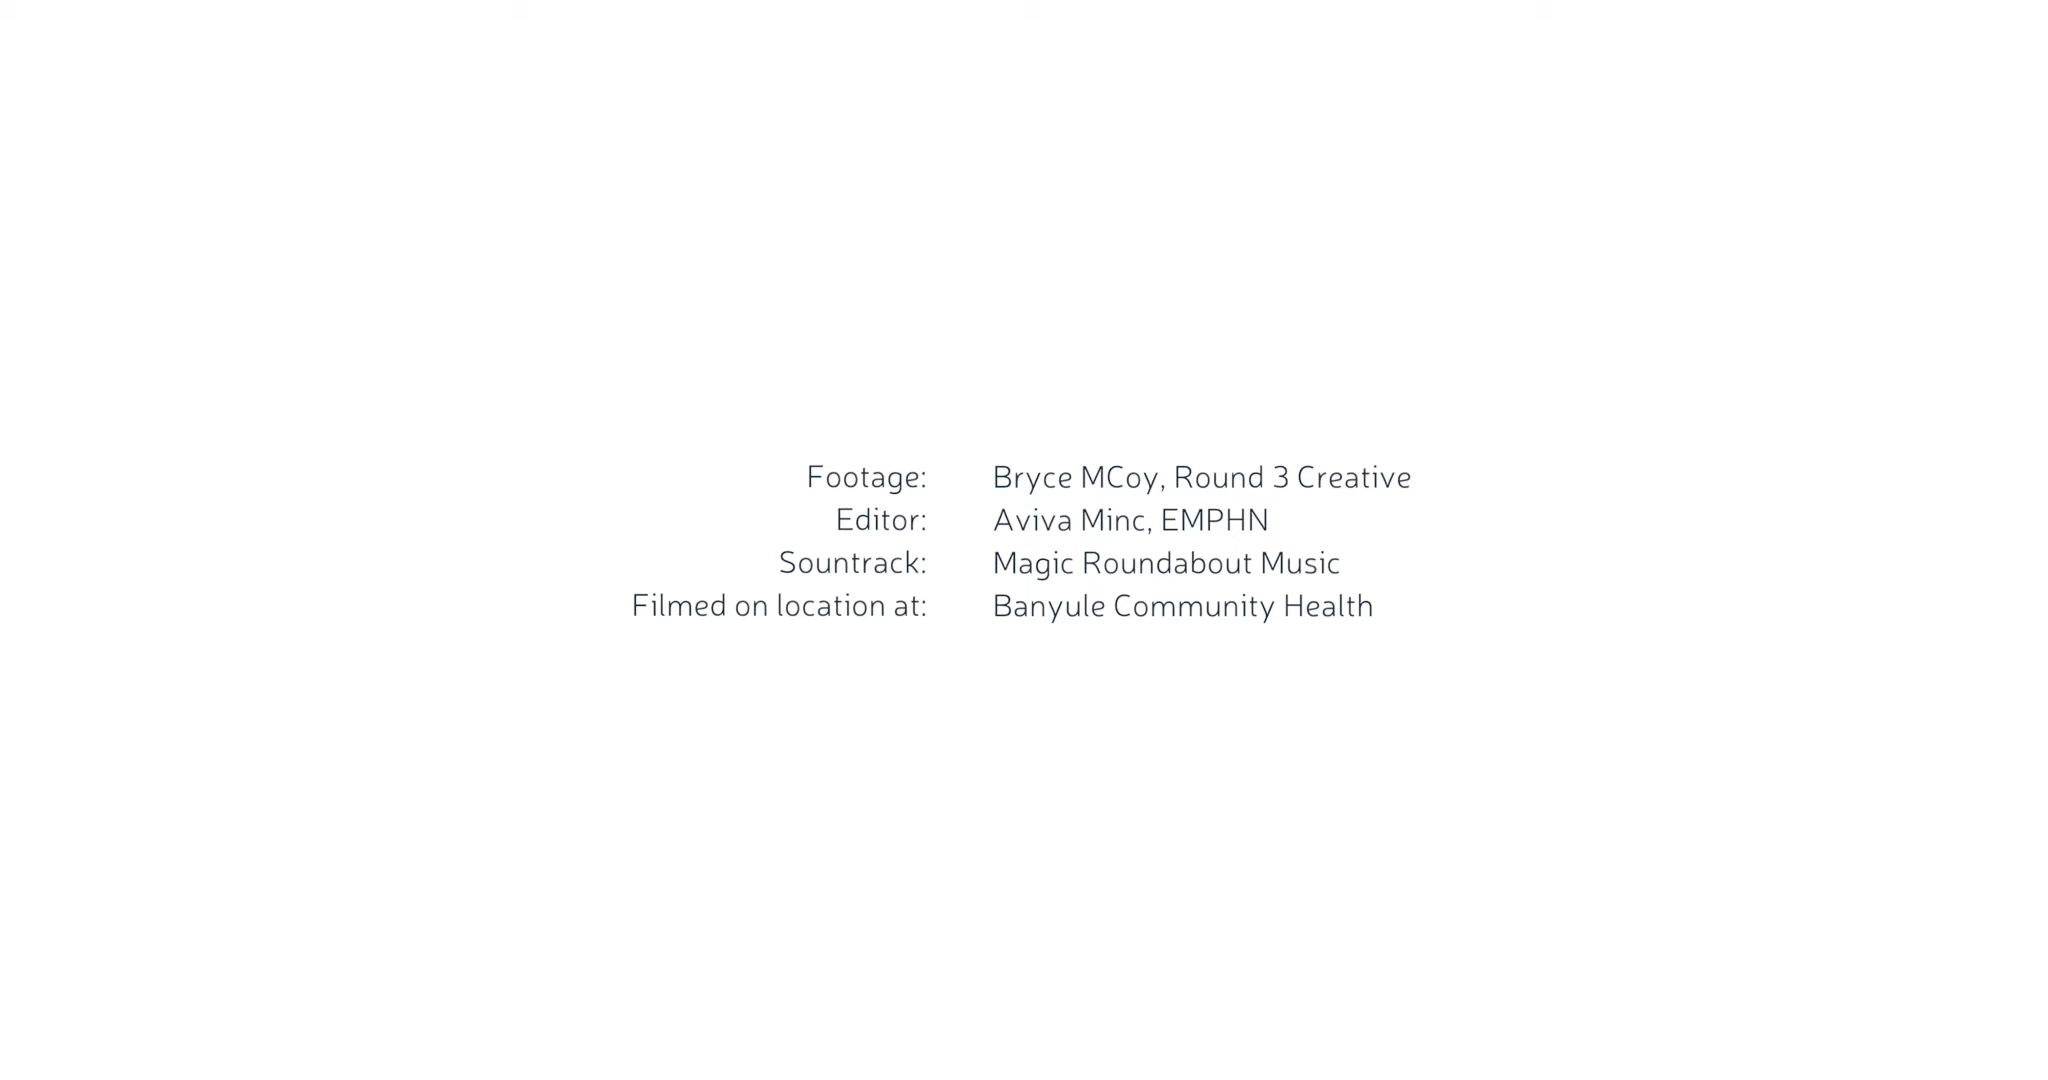 Footage: Bryce MCoy, Round 3 Creative
Editor: Aviva Minc, EMPHN
Sountrack: Magic Roundabout Music
Filmed on location at: Banyule Community Health